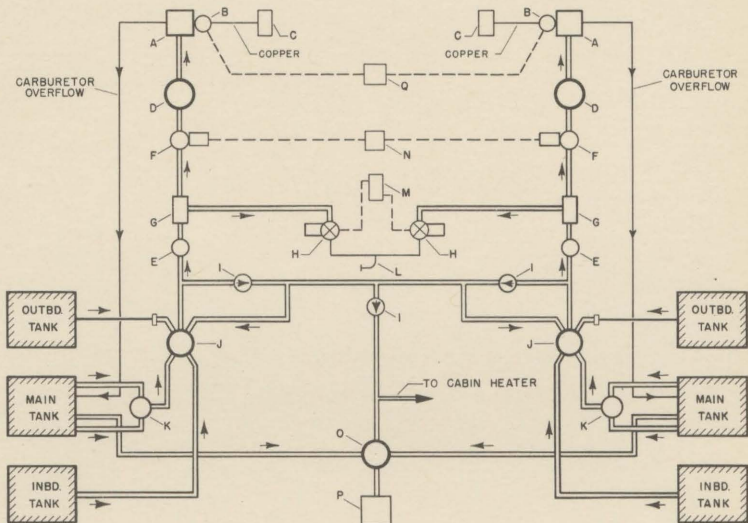 B C C B
A COPPER COPPER A
CARBURETOR OVERFLOW
CARBURETOR OVERFLOW
Q
D D
F N F
M
G G
H H
L
E E
I I
I
OUTBD. TANK
OUTBD. TANK
J J
TO CABIN HEATER
MAIN TANK
MAIN TANK
K K
O
INBD. TANK
INBD. TANK
P